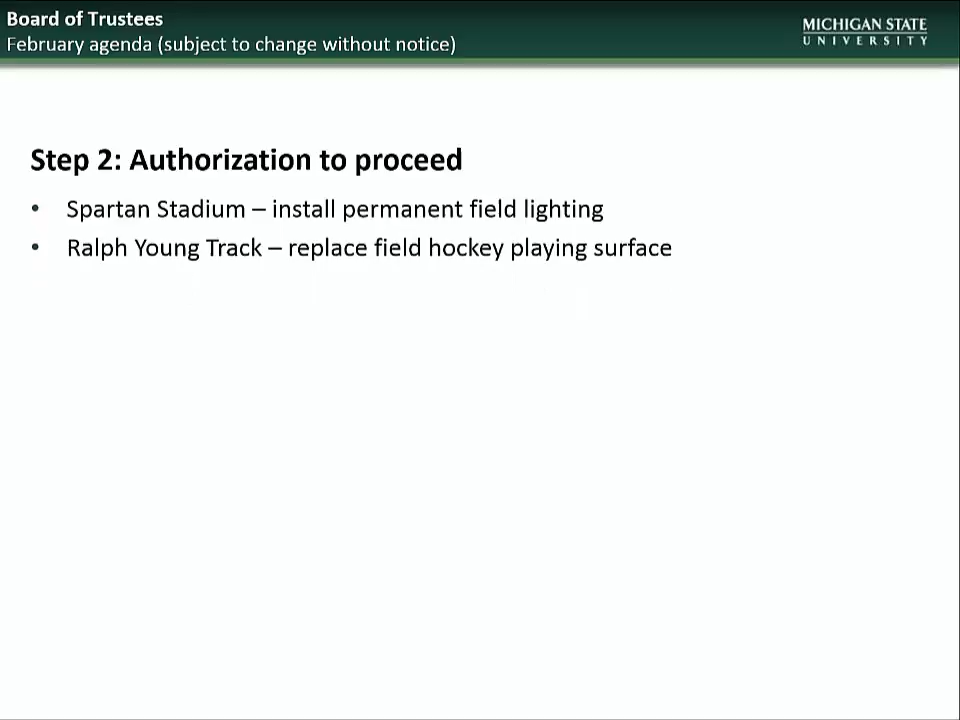 Board of Trustees
February agenda (subject to change without notice)
MICHIGAN STATE
UNIVERSITY
Step 2: Authorization to proceed
• Spartan Stadium – install permanent field lighting
• Ralph Young Track – replace field hockey playing surface